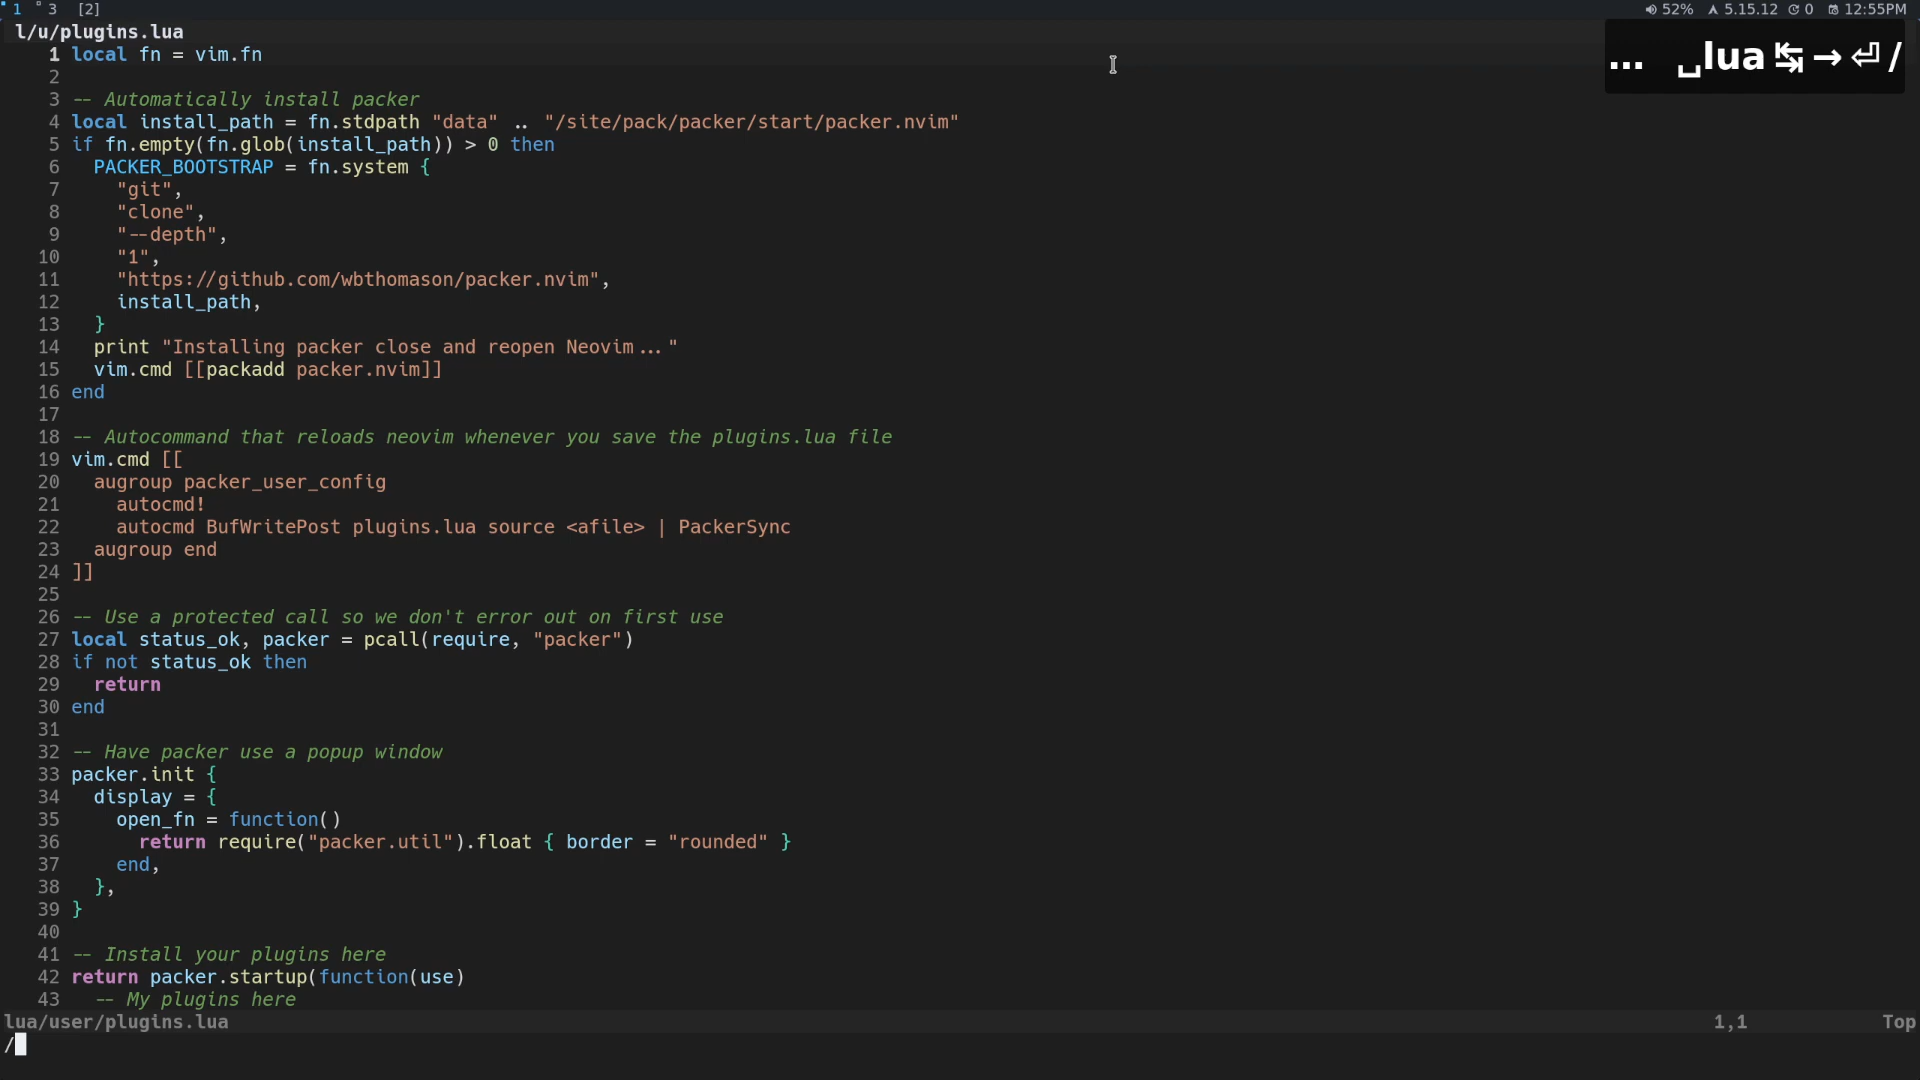 1 3 [2] 52% 5.15.12 0 12:55PM
l/u/plugins.lua
… ␣lua ↹ → ⏎ /
1 local fn = vim.fn
2
3 -- Automatically install packer
4 local install_path = fn.stdpath "data" .. "/site/pack/packer/start/packer.nvim"
5 if fn.empty(fn.glob(install_path)) > 0 then
6   PACKER_BOOTSTRAP = fn.system {
7     "git",
8     "clone",
9     "--depth",
10     "1",
11     "https://github.com/wbthomason/packer.nvim",
12     install_path,
13   }
14   print "Installing packer close and reopen Neovim..."
15   vim.cmd [[packadd packer.nvim]]
16 end
17
18 -- Autocommand that reloads neovim whenever you save the plugins.lua file
19 vim.cmd [[
20   augroup packer_user_config
21     autocmd!
22     autocmd BufWritePost plugins.lua source <afile> | PackerSync
23   augroup end
24 ]]
25
26 -- Use a protected call so we don't error out on first use
27 local status_ok, packer = pcall(require, "packer")
28 if not status_ok then
29   return
30 end
31
32 -- Have packer use a popup window
33 packer.init {
34   display = {
35     open_fn = function()
36       return require("packer.util").float { border = "rounded" }
37     end,
38   },
39 }
40
41 -- Install your plugins here
42 return packer.startup(function(use)
43   -- My plugins here
lua/user/plugins.lua 1,1 Top
/